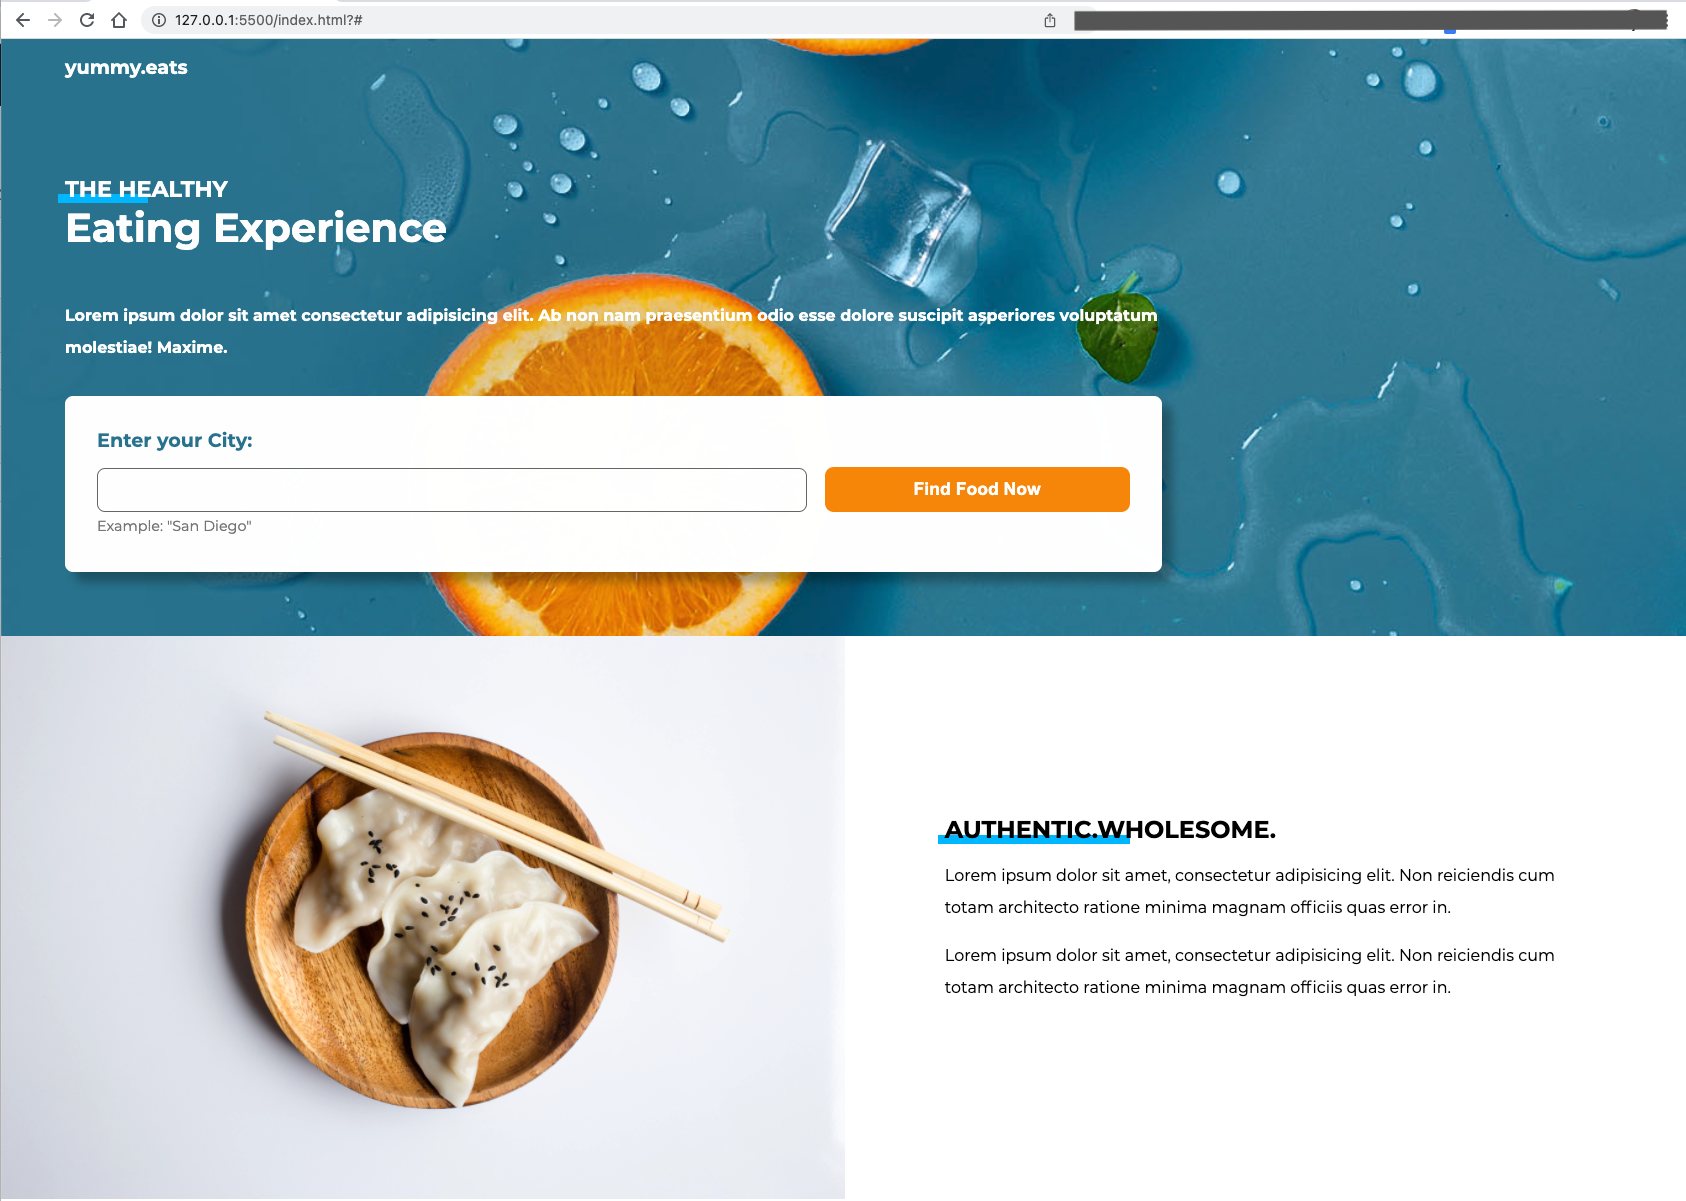 127.0.0.1:5500/index.html?#
yummy.eats
THE HEALTHY
Eating Experience
Lorem ipsum dolor sit amet consectetur adipisicing elit. Ab non nam praesentium odio esse dolore suscipit asperiores voluptatum
molestiae! Maxime.
Enter your City:
Find Food Now
Example: "San Diego"
AUTHENTIC.WHOLESOME.
Lorem ipsum dolor sit amet, consectetur adipisicing elit. Non reiciendis cum
totam architecto ratione minima magnam officiis quas error in.
Lorem ipsum dolor sit amet, consectetur adipisicing elit. Non reiciendis cum
totam architecto ratione minima magnam officiis quas error in.